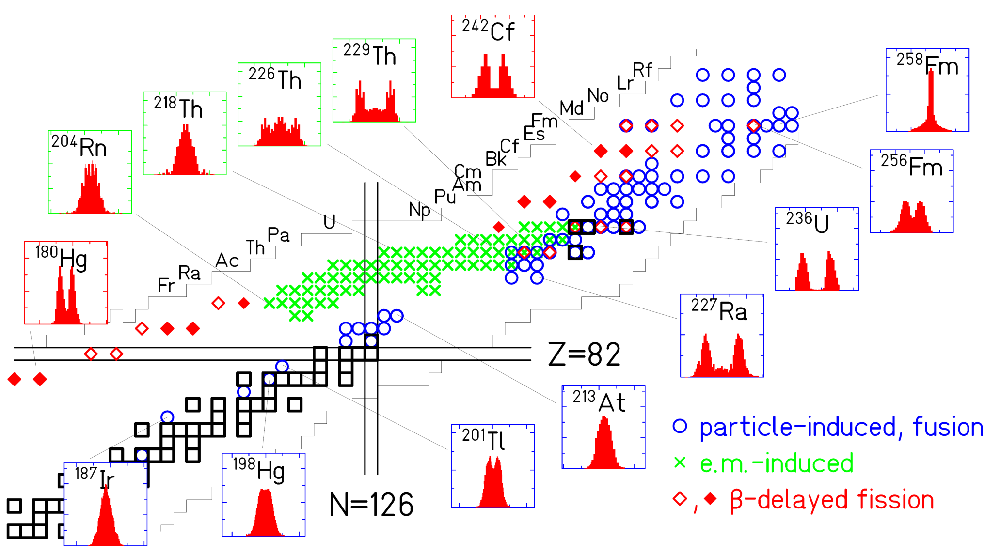 242Cf
229Th
258Fm
226Th
Rf
Lr
218Th
No
Md
Fm
Es
204Rn
Cf
Bk
256Fm
Cm
Am
Pu
Np
U
236U
Pa
Th
180Hg
Ac
Ra
Fr
227Ra
Z=82
213At
201Tl
particle-induced, fusion
198Hg
e.m.-induced
187Ir
N=126
, β-delayed fission